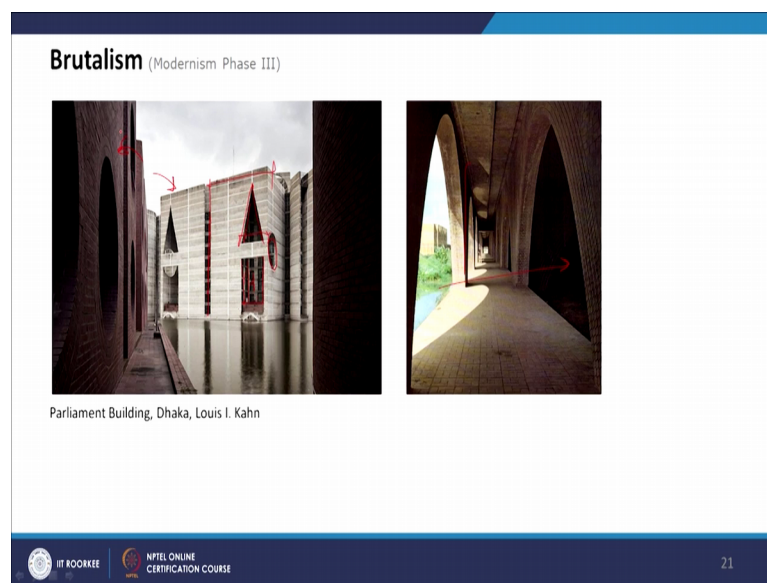 Brutalism (Modernism Phase III)
Parliament Building, Dhaka, Louis I. Kahn
IIT ROORKEE
NPTEL ONLINE
CERTIFICATION COURSE
21